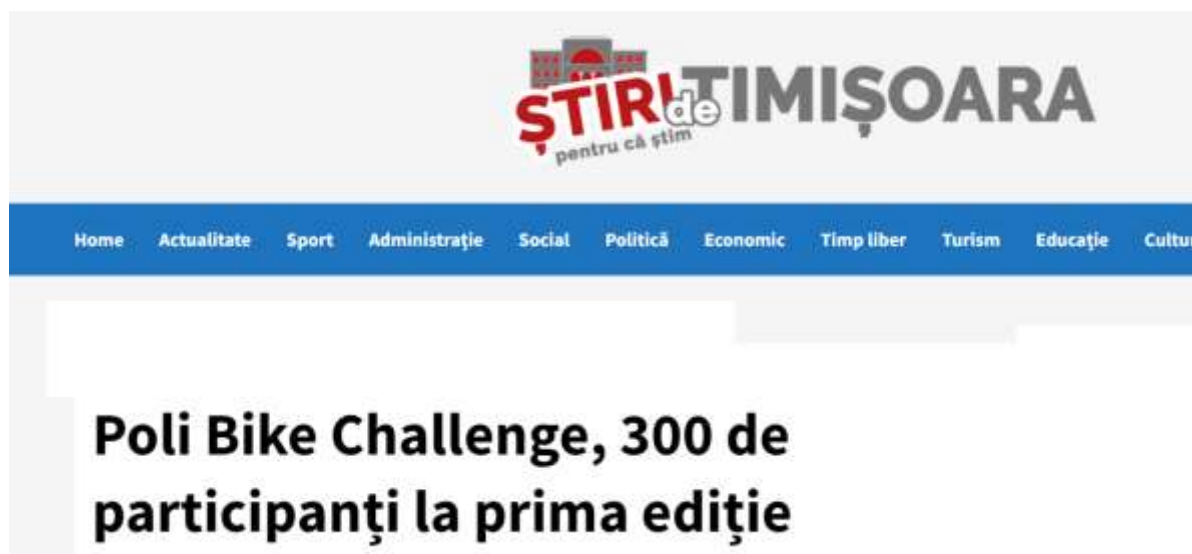 ȘTIRI de TIMIȘOARA
pentru că știm
Home Actualitate Sport Administrație Social Politică Economic Timp liber Turism Educație Cultur
Poli Bike Challenge, 300 de
participanți la prima ediție